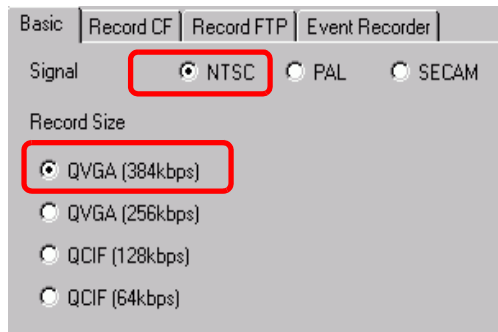 Basic Record CF Record FTP Event Recorder
Signal NTSC PAL SECAM
Record Size
QVGA (384kbps)
QVGA (256kbps)
QCIF (128kbps)
QCIF (64kbps)